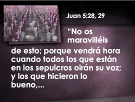 Juan 5:28, 29
"No os
maravilléis
de esto; porque vendrá hora
cuando todos los que están
en los sepulcros oirán su voz;
y los que hicieron lo
bueno,...